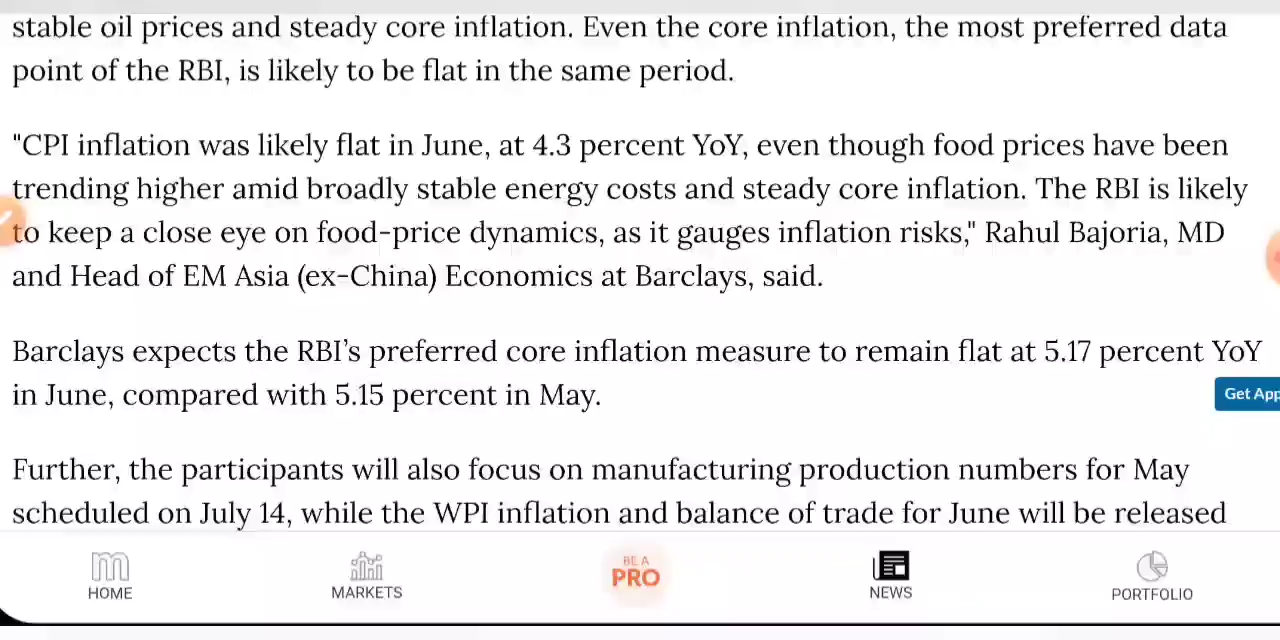 stable oil prices and steady core inflation. Even the core inflation, the most preferred data
point of the RBI, is likely to be flat in the same period.
"CPI inflation was likely flat in June, at 4.3 percent YoY, even though food prices have been
trending higher amid broadly stable energy costs and steady core inflation. The RBI is likely
to keep a close eye on food-price dynamics, as it gauges inflation risks," Rahul Bajoria, MD
and Head of EM Asia (ex-China) Economics at Barclays, said.
Barclays expects the RBI’s preferred core inflation measure to remain flat at 5.17 percent YoY
in June, compared with 5.15 percent in May.
Get App
Further, the participants will also focus on manufacturing production numbers for May
scheduled on July 14, while the WPI inflation and balance of trade for June will be released
m
HOME
MARKETS
BE A
PRO
NEWS
PORTFOLIO